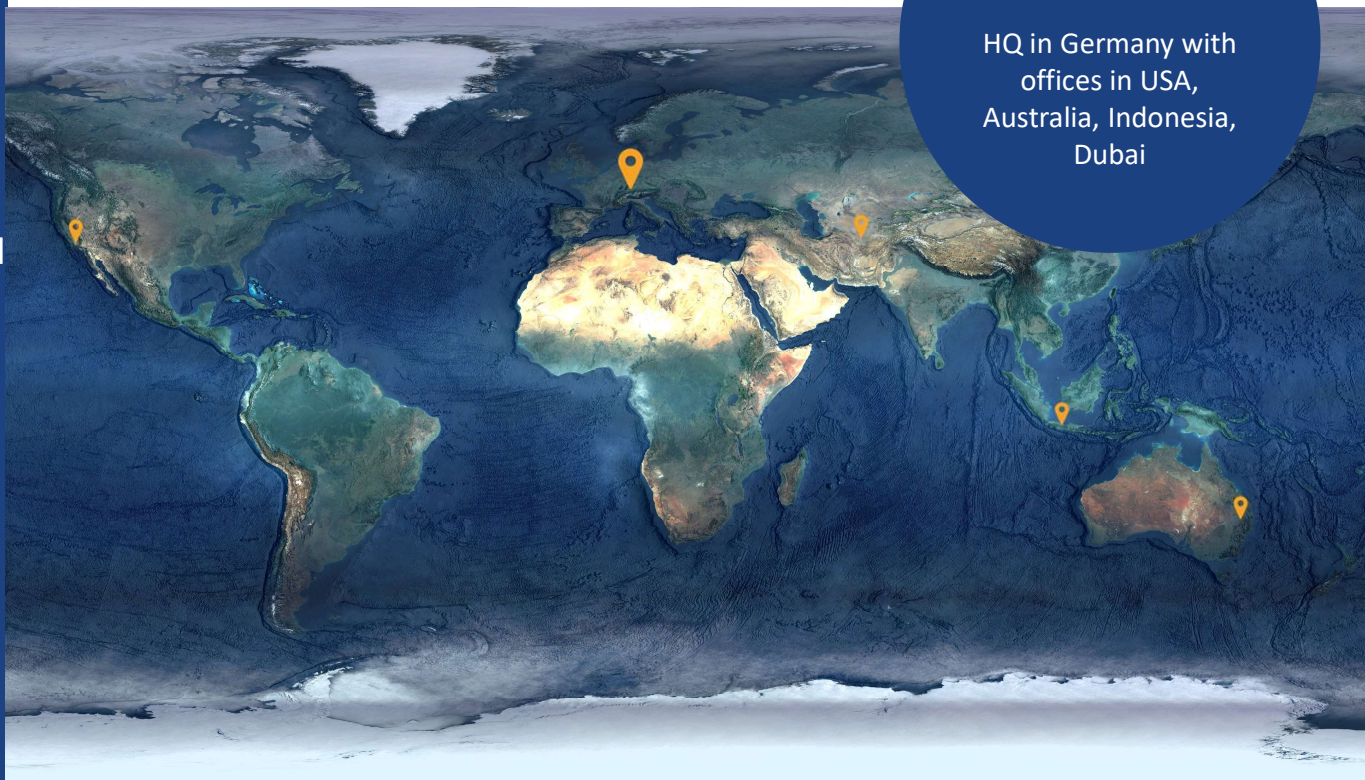 HQ in Germany with
offices in USA,
Australia, Indonesia,
Dubai